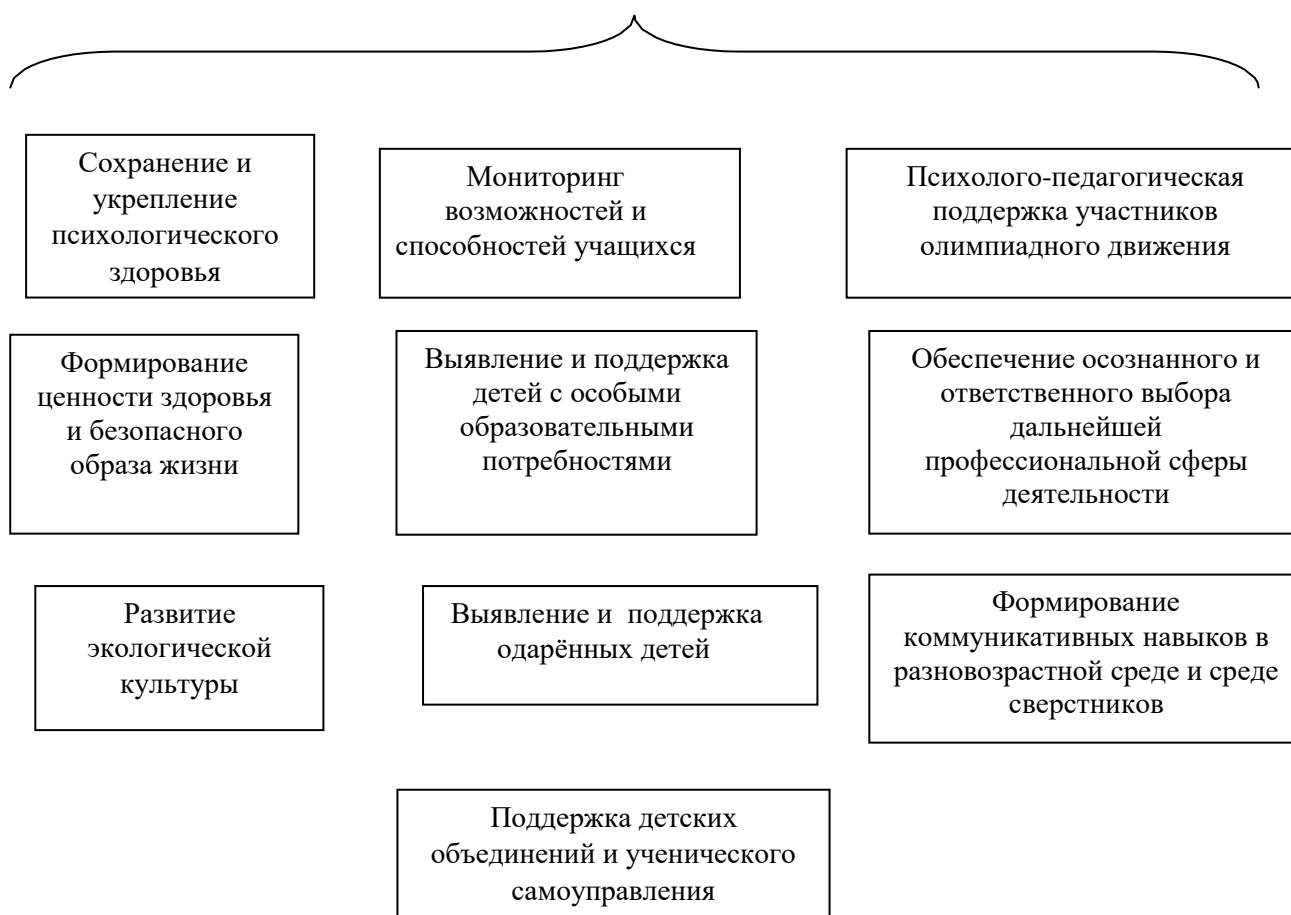 Сохранение и
укрепление
психологического
здоровья
Мониторинг
возможностей и
способностей учащихся
Психолого-педагогическая
поддержка участников
олимпиадного движения
Формирование
ценности здоровья
и безопасного
образа жизни
Выявление и поддержка
детей с особыми
образовательными
потребностями
Обеспечение осознанного и
ответственного выбора
дальнейшей
профессиональной сферы
деятельности
Развитие
экологической
культуры
Выявление и  поддержка
одарённых детей
Формирование
коммуникативных навыков в
разновозрастной среде и среде
сверстников
Поддержка детских
объединений и ученического
самоуправления